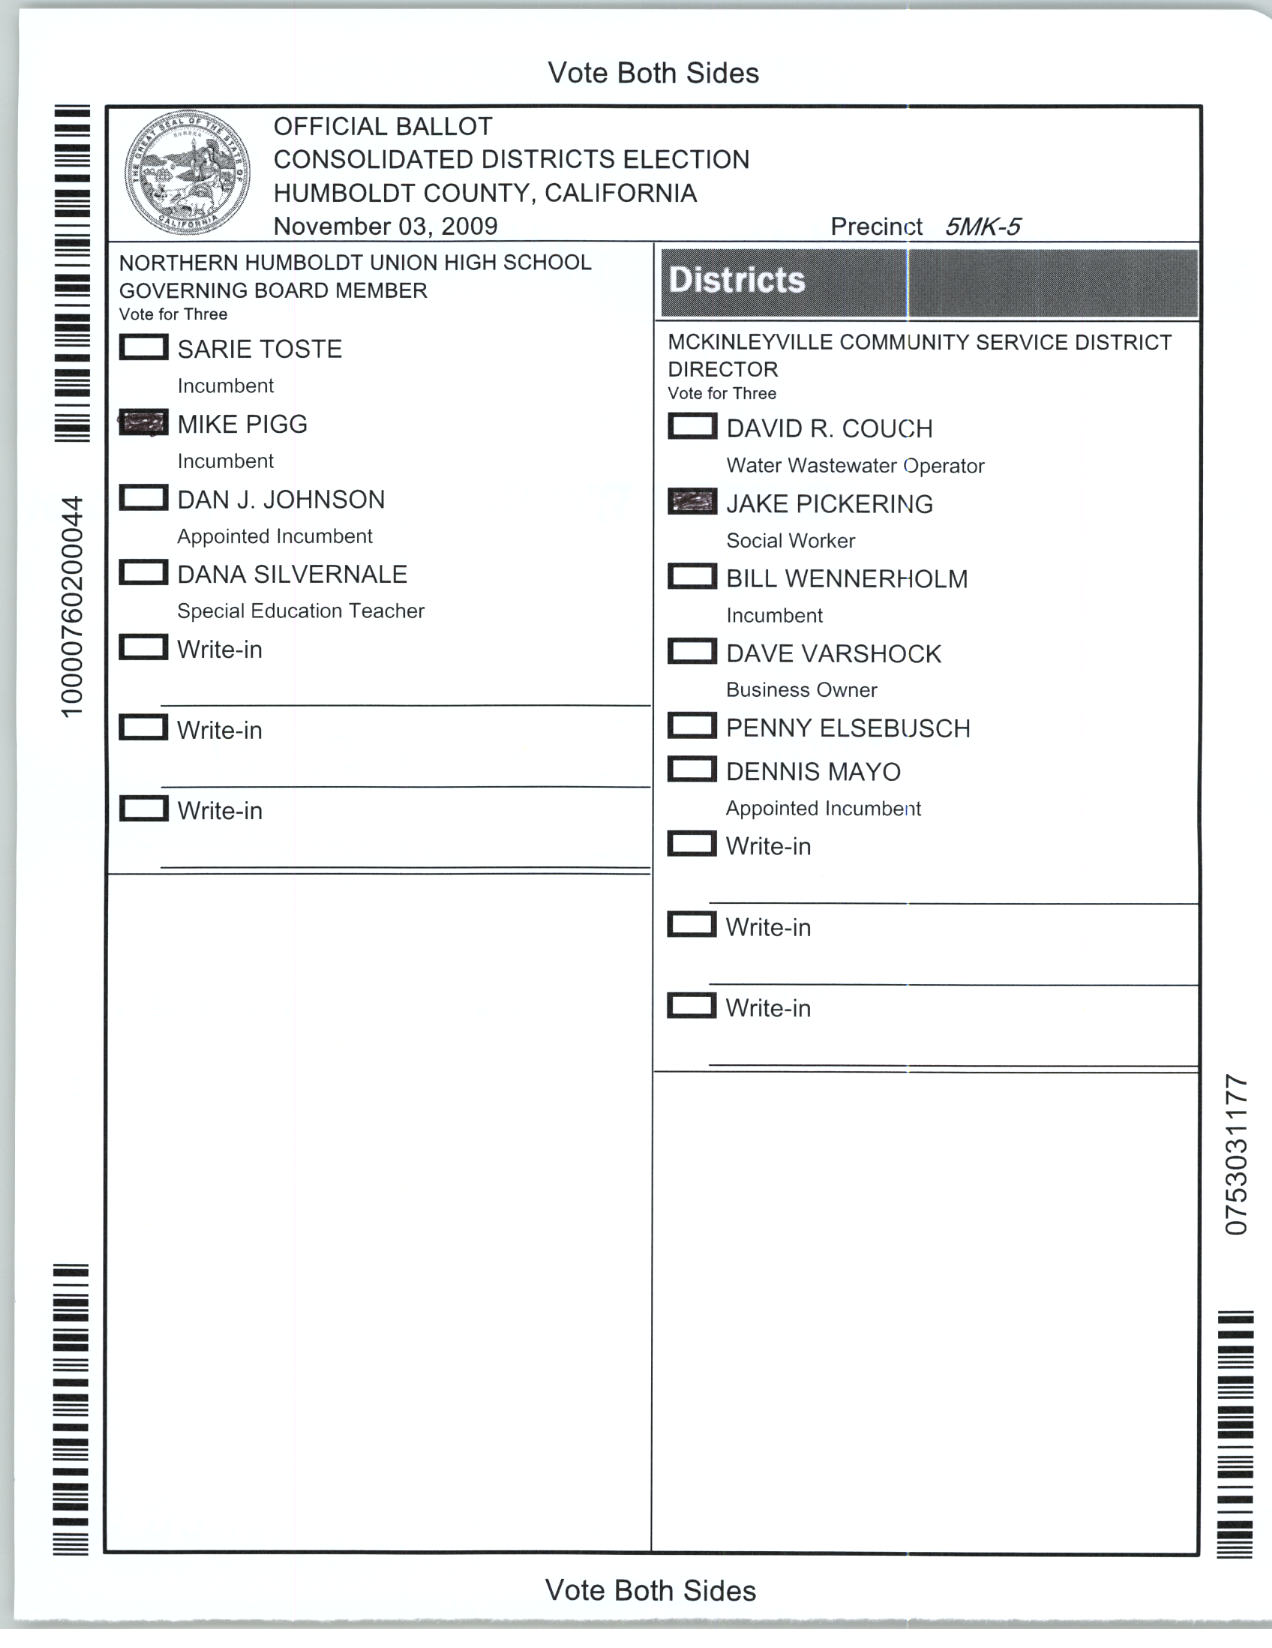 Vote Both Sides
OFFICIAL BALLOT
CONSOLIDATED DISTRICTS ELECTION
HUMBOLDT COUNTY, CALIFORNIA
November 03, 2009
Precinct 5MK-5
THE GREAT SEAL OF THE STATE OF CALIFORNIA
EUREKA
NORTHERN HUMBOLDT UNION HIGH SCHOOL
GOVERNING BOARD MEMBER
Vote for Three
SARIE TOSTE
Incumbent
MIKE PIGG
Incumbent
DAN J. JOHNSON
Appointed Incumbent
DANA SILVERNALE
Special Education Teacher
Write-in
Write-in
Write-in
Districts
MCKINLEYVILLE COMMUNITY SERVICE DISTRICT
DIRECTOR
Vote for Three
DAVID R. COUCH
Water Wastewater Operator
JAKE PICKERING
Social Worker
BILL WENNERHOLM
Incumbent
DAVE VARSHOCK
Business Owner
PENNY ELSEBUSCH
DENNIS MAYO
Appointed Incumbent
Write-in
Write-in
Write-in
10000760200044
0753031177
Vote Both Sides